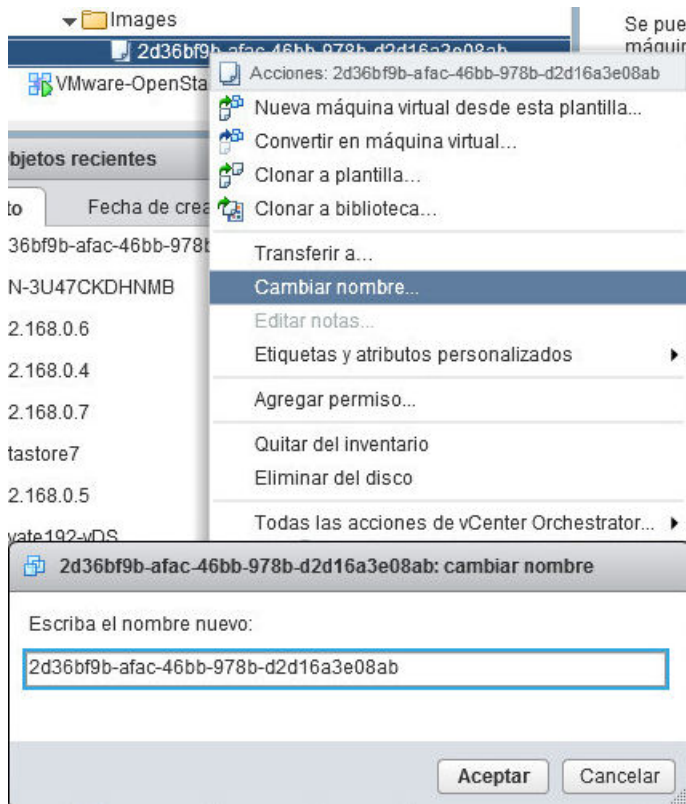 Images
Se pue
2d36bf9b-afac-46bb-978b-d2d16a3e08ab
máquir
VMware-OpenSta
Acciones: 2d36bf9b-afac-46bb-978b-d2d16a3e08ab
Nueva máquina virtual desde esta plantilla...
Convertir en máquina virtual...
Clonar a plantilla...
Clonar a biblioteca...
Transferir a...
Cambiar nombre...
Editar notas...
Etiquetas y atributos personalizados
Agregar permiso...
Quitar del inventario
Eliminar del disco
Todas las acciones de vCenter Orchestrator...
bjetos recientes
to
Fecha de crea
36bf9b-afac-46bb-978b
N-3U47CKDHNMB
2.168.0.6
2.168.0.4
2.168.0.7
tastore7
2.168.0.5
vate192-vDS
2d36bf9b-afac-46bb-978b-d2d16a3e08ab: cambiar nombre
Escriba el nombre nuevo:
2d36bf9b-afac-46bb-978b-d2d16a3e08ab
Aceptar
Cancelar